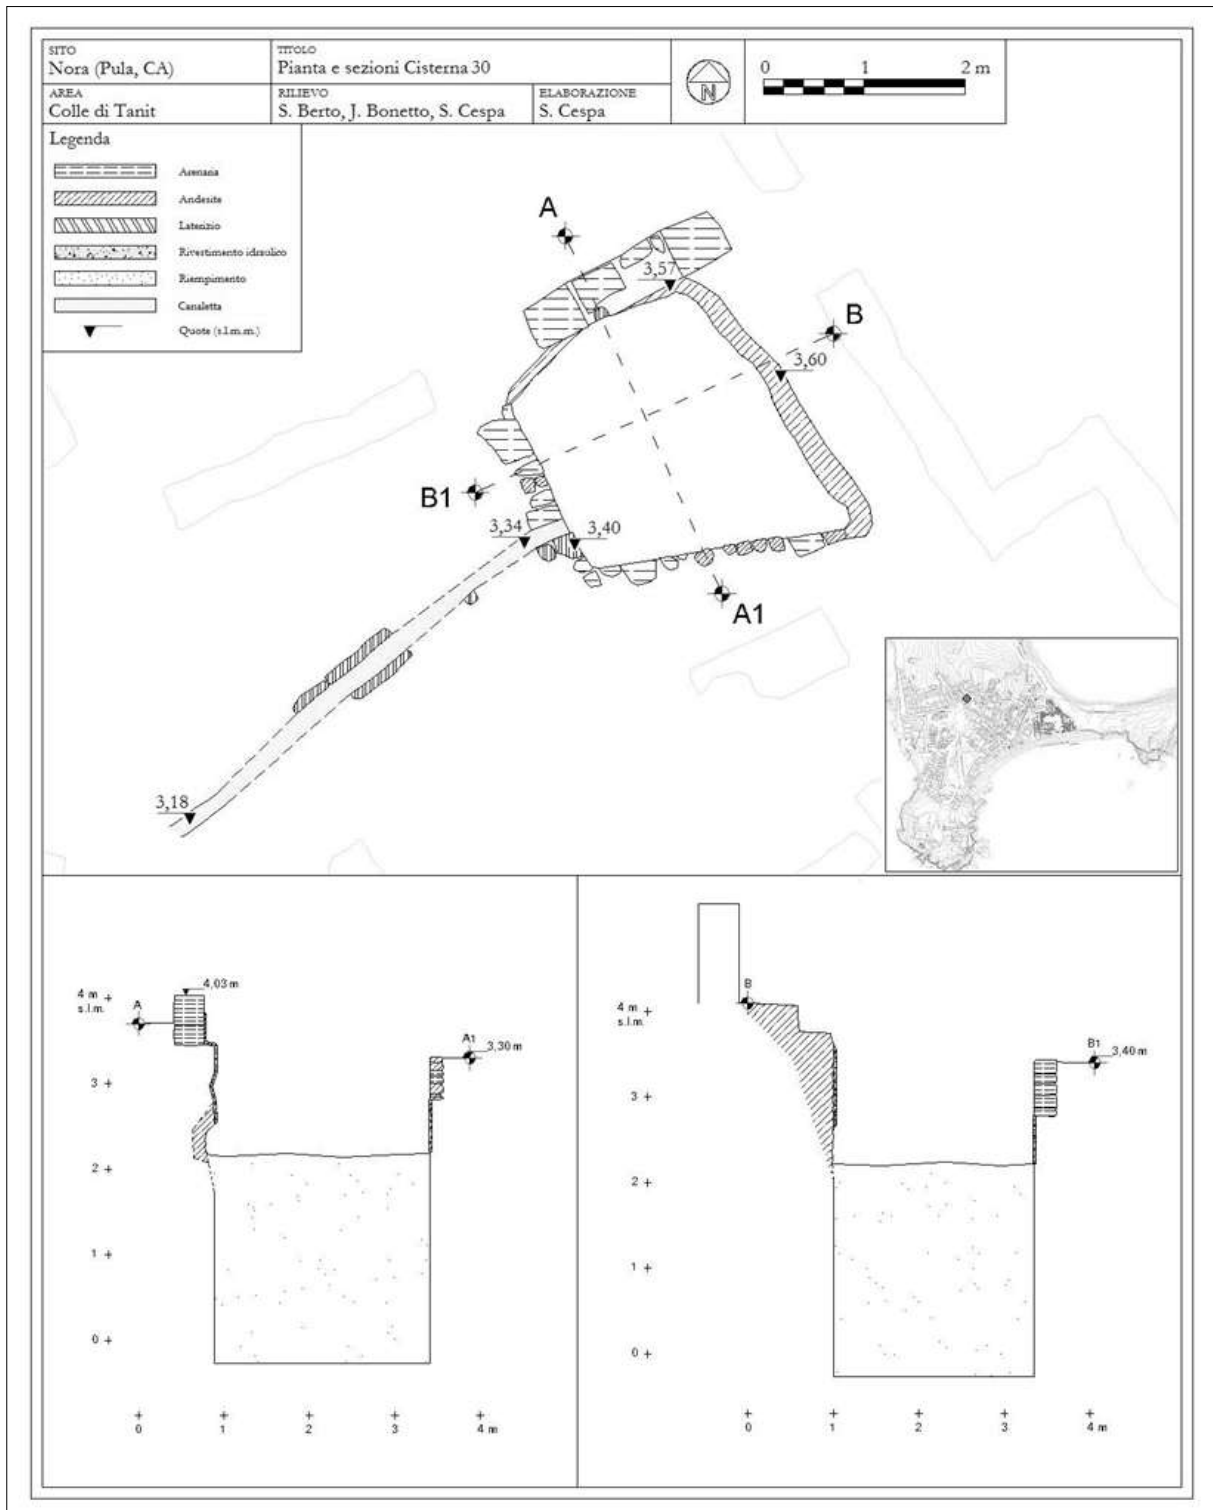 SITO
Nora (Pula, CA)
TITOLO
Pianta e sezioni Cisterna 30
AREA
Colle di Tanit
RILIEVO
S. Berto, J. Bonetto, S. Cespa
ELABORAZIONE
S. Cespa
N
0 1 2 m
Legenda
Arenaria
Andesite
Laterizio
Rivestimento idraulico
Riempimento
Canaletta
Quote (s.l.m.m.)
A
3,57
B
3,60
B1
3,34
3,40
A1
3,18
4,03 m
4 m
s.l.m.
A
A1
3,30 m
3
2
1
0
0 1 2 3 4 m
B
4 m
s.l.m.
B1
3,40 m
3
2
1
0
0 1 2 3 4 m